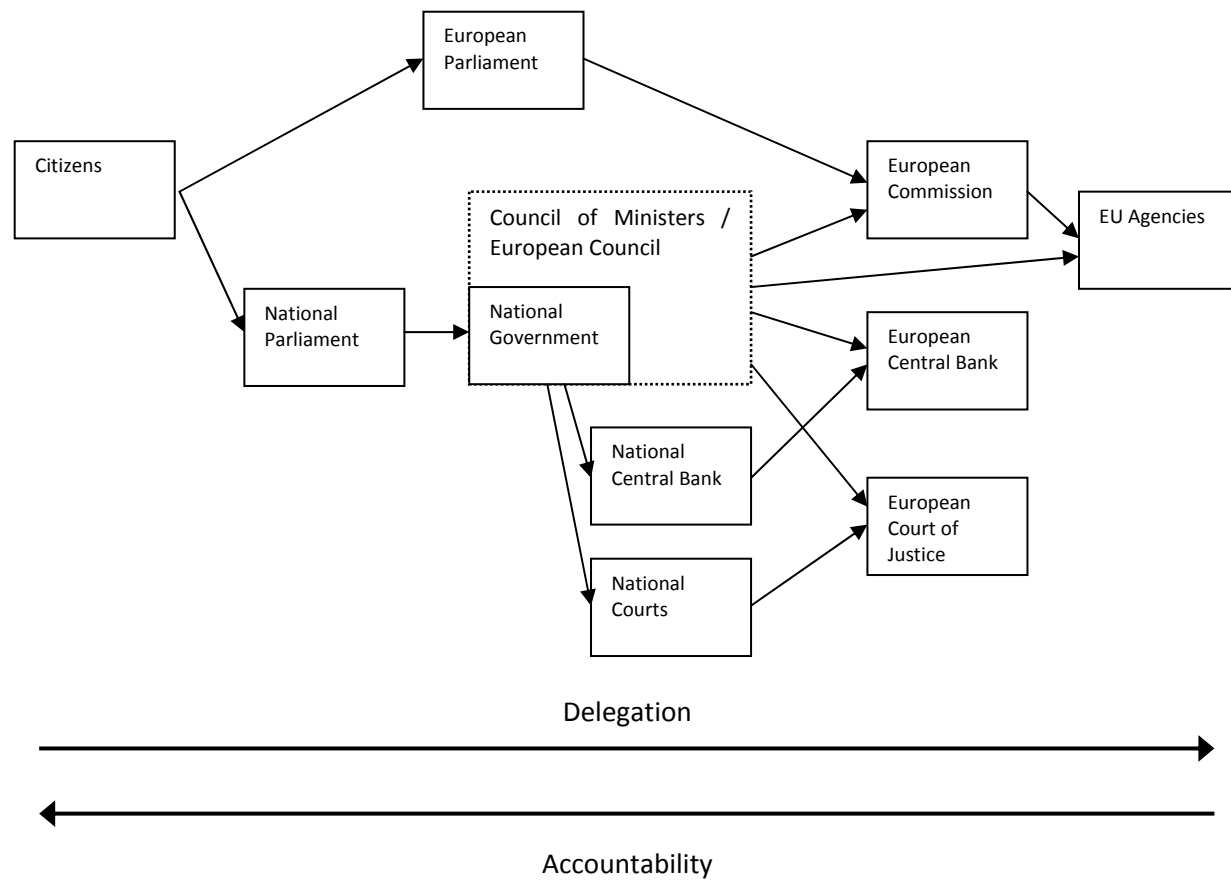 European
Parliament
Citizens
European
Commission
EU Agencies
Council of Ministers /
European Council
National
Parliament
National
Government
European
Central Bank
National
Central Bank
European
Court of
Justice
National
Courts
Delegation
Accountability